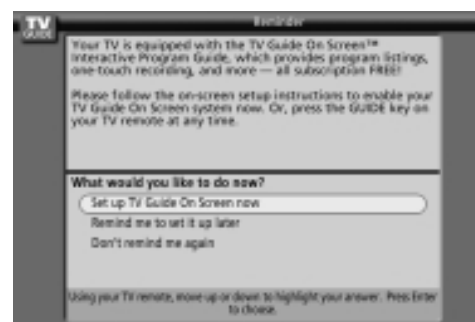 TV
GUIDE
Reminder
Your TV is equipped with the TV Guide On Screen™
Interactive Program Guide, which provides program listings,
one-touch recording, and more — all subscription FREE!
Please follow the on-screen setup instructions to enable your
TV Guide On Screen system now. Or, press the GUIDE key on
your TV remote at any time.
What would you like to do now?
Set up TV Guide On Screen now
Remind me to set it up later
Don't remind me again
Using your TV remote, move up or down to highlight your answer. Press Enter
to choose.